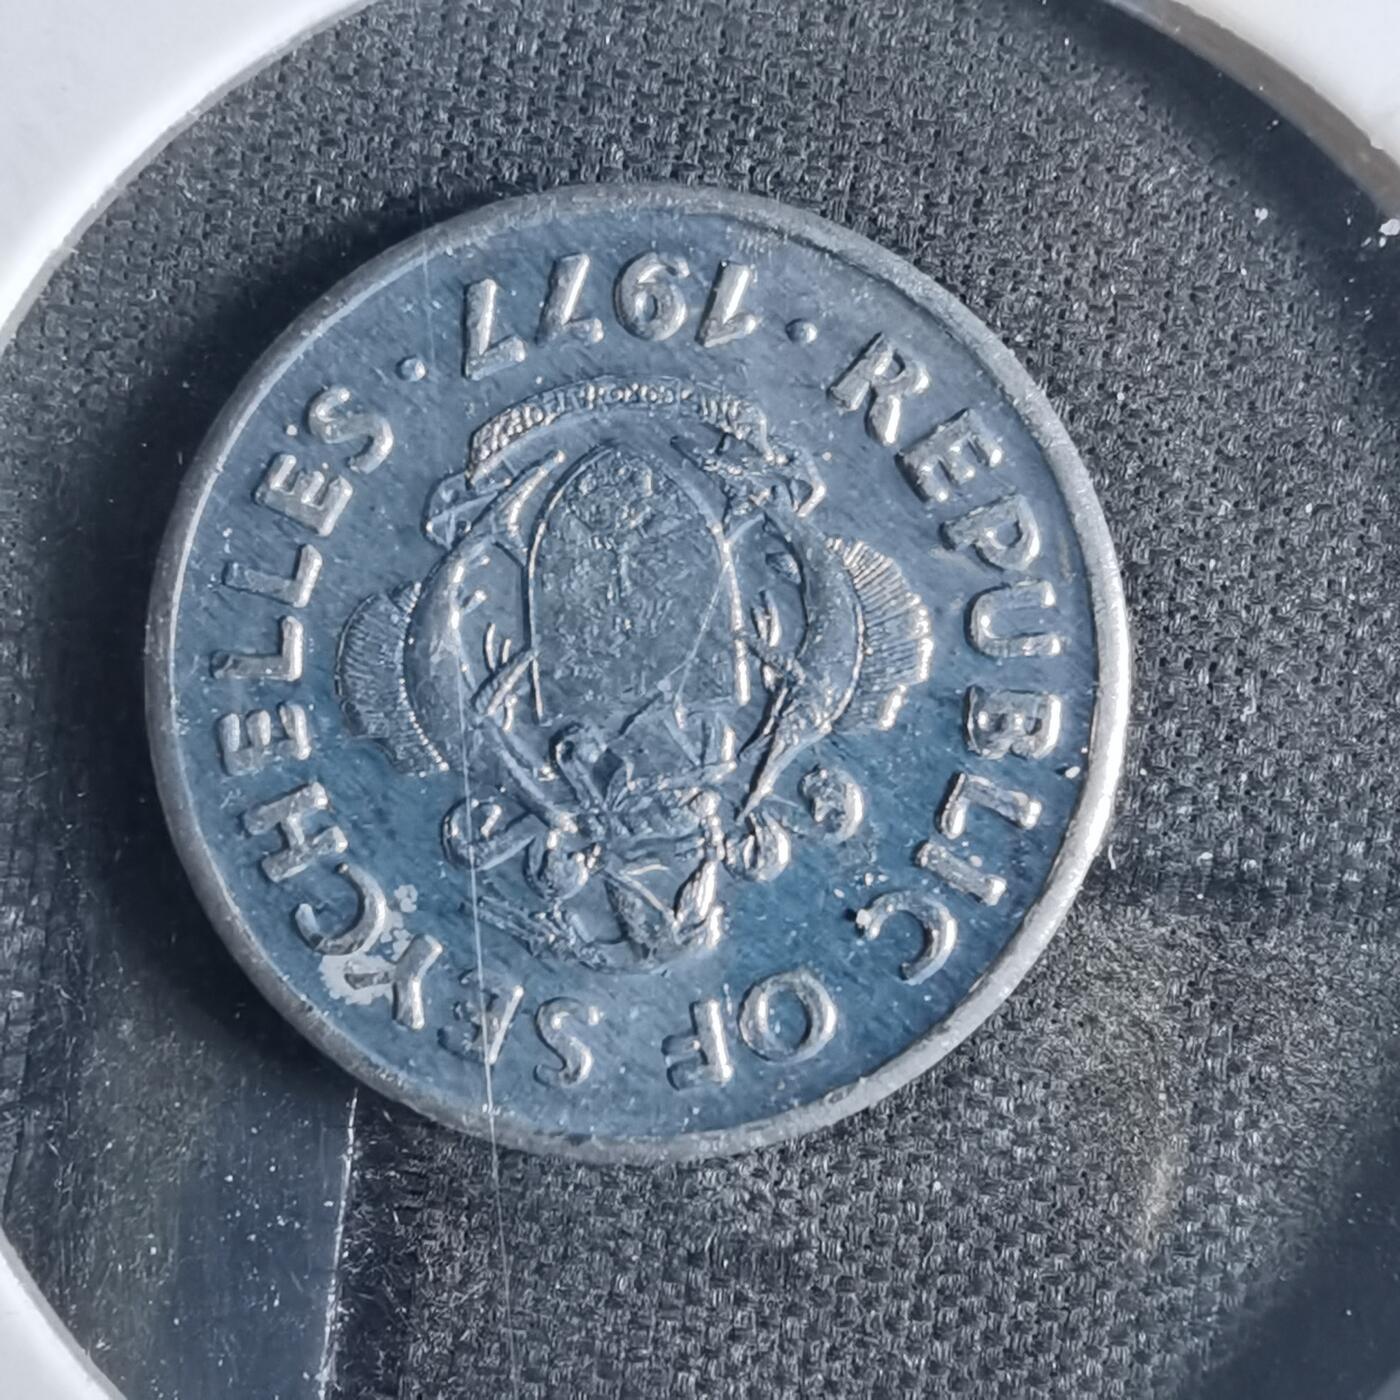 REPUBLIC OF SEYCHELLES · 1977 ·